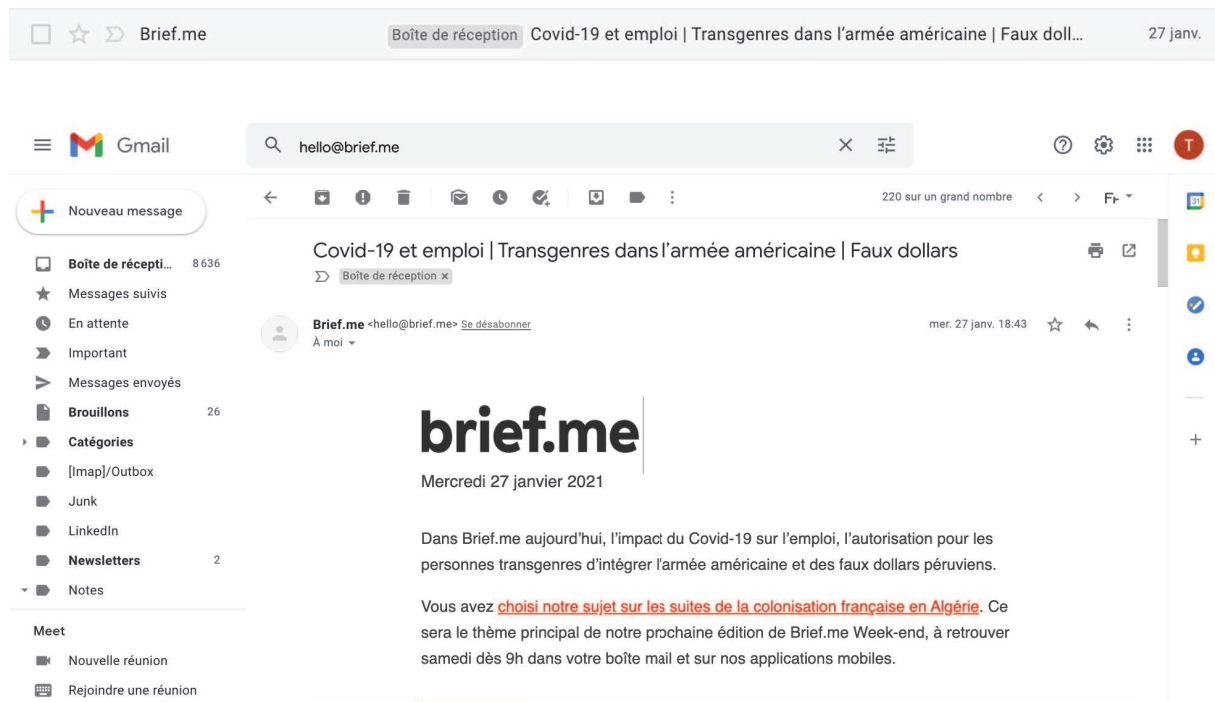 Brief.me Boîte de réception Covid-19 et emploi | Transgenres dans l’armée américaine | Faux doll… 27 janv.
Gmail
hello@brief.me
Nouveau message
220 sur un grand nombre
Boîte de récepti… 8 636
Messages suivis
En attente
Important
Messages envoyés
Brouillons 26
Catégories
[Imap]/Outbox
Junk
LinkedIn
Newsletters 2
Notes
Meet
Nouvelle réunion
Rejoindre une réunion
Covid-19 et emploi | Transgenres dans l’armée américaine | Faux dollars
Boîte de réception ×
Brief.me <hello@brief.me> Se désabonner
mer. 27 janv. 18:43
À moi
brief.me
Mercredi 27 janvier 2021
Dans Brief.me aujourd’hui, l’impact du Covid-19 sur l’emploi, l’autorisation pour les
personnes transgenres d’intégrer l’armée américaine et des faux dollars péruviens.
Vous avez choisi notre sujet sur les suites de la colonisation française en Algérie. Ce
sera le thème principal de notre prochaine édition de Brief.me Week-end, à retrouver
samedi dès 9h dans votre boîte mail et sur nos applications mobiles.
T
31